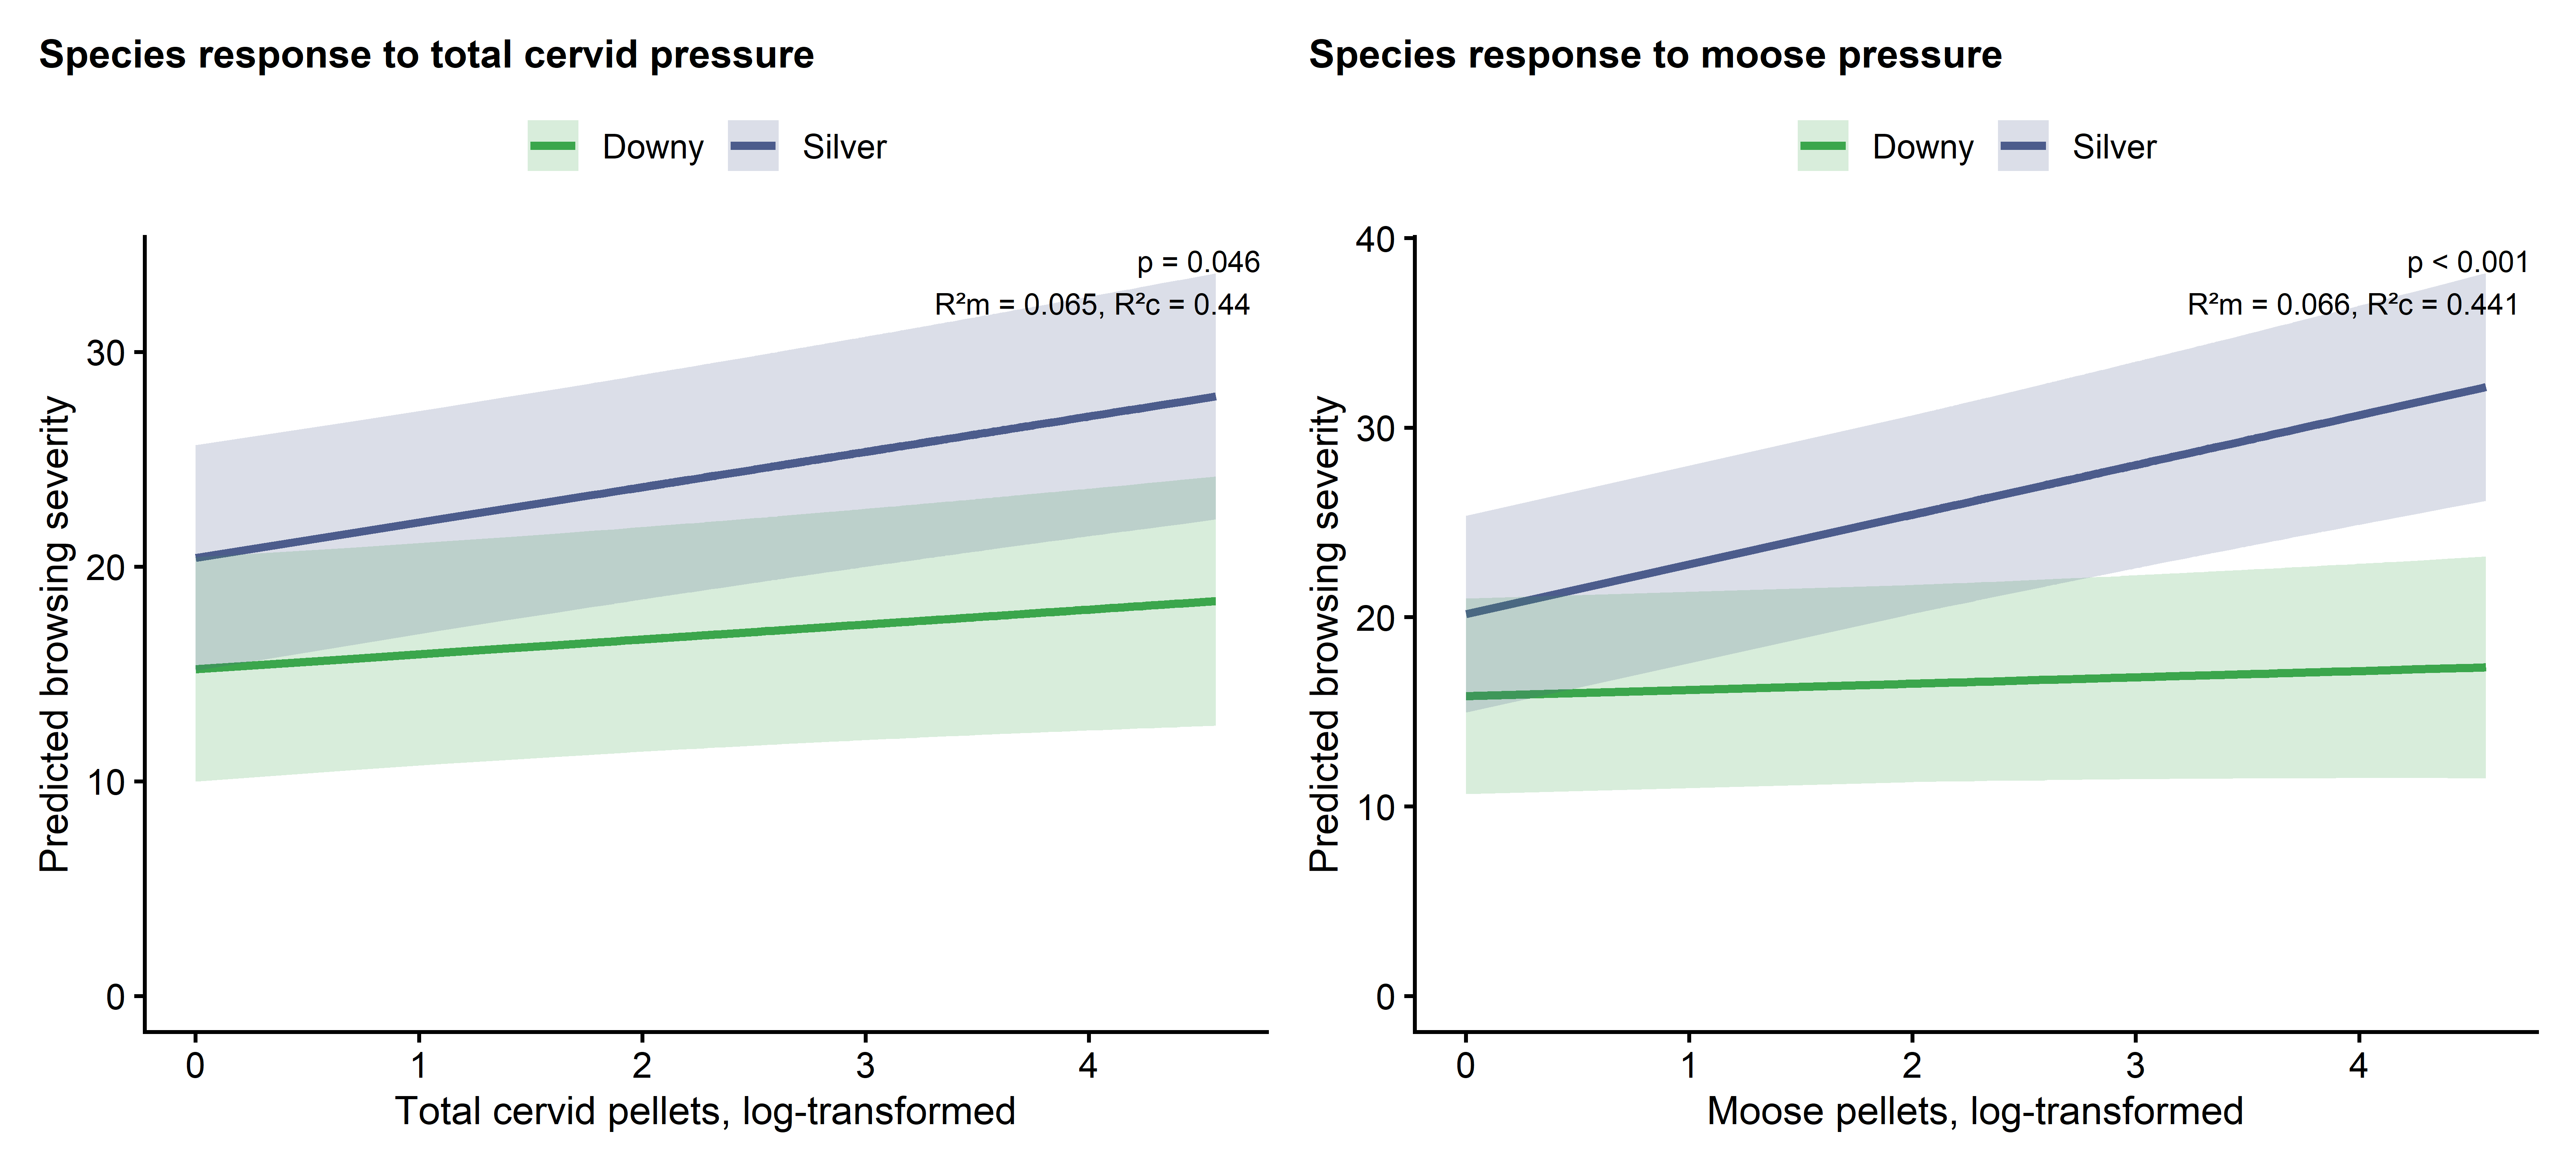 Species response to total cervid pressure
Downy
Silver
p = 0.046
R²m = 0.065, R²c = 0.44
30
20
10
0
Predicted browsing severity
0
1
2
3
4
Total cervid pellets, log-transformed
Species response to moose pressure
Downy
Silver
p < 0.001
R²m = 0.066, R²c = 0.441
40
30
20
10
0
Predicted browsing severity
0
1
2
3
4
Moose pellets, log-transformed